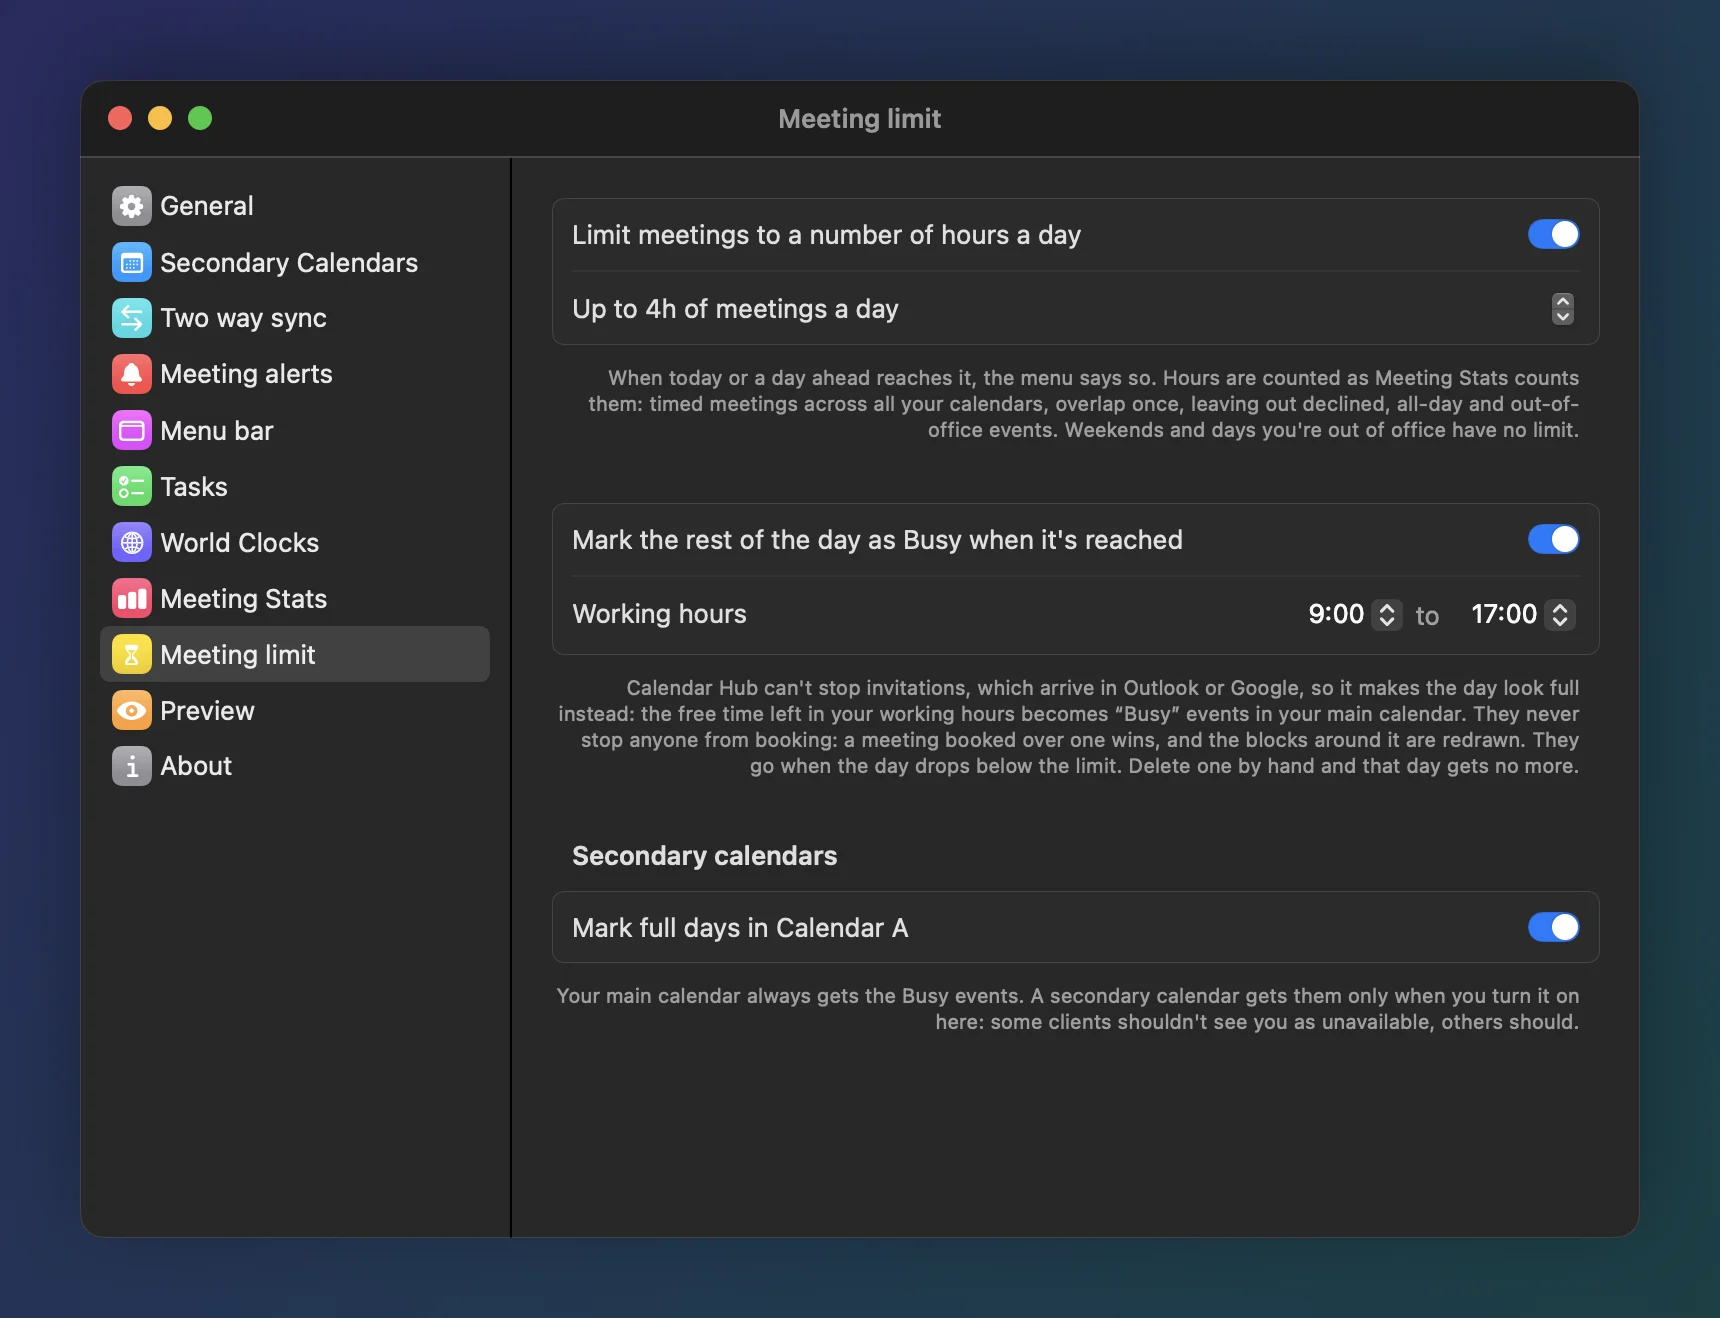 Meeting limit
General
Secondary Calendars
Two way sync
Meeting alerts
Menu bar
Tasks
World Clocks
Meeting Stats
Meeting limit
Preview
About
Limit meetings to a number of hours a day
Up to 4h of meetings a day
When today or a day ahead reaches it, the menu says so. Hours are counted as Meeting Stats counts
them: timed meetings across all your calendars, overlap once, leaving out declined, all-day and out-of-
office events. Weekends and days you're out of office have no limit.
Mark the rest of the day as Busy when it's reached
Working hours 9:00 to 17:00
Calendar Hub can't stop invitations, which arrive in Outlook or Google, so it makes the day look full
instead: the free time left in your working hours becomes “Busy” events in your main calendar. They never
stop anyone from booking: a meeting booked over one wins, and the blocks around it are redrawn. They
go when the day drops below the limit. Delete one by hand and that day gets no more.
Secondary calendars
Mark full days in Calendar A
Your main calendar always gets the Busy events. A secondary calendar gets them only when you turn it on
here: some clients shouldn't see you as unavailable, others should.